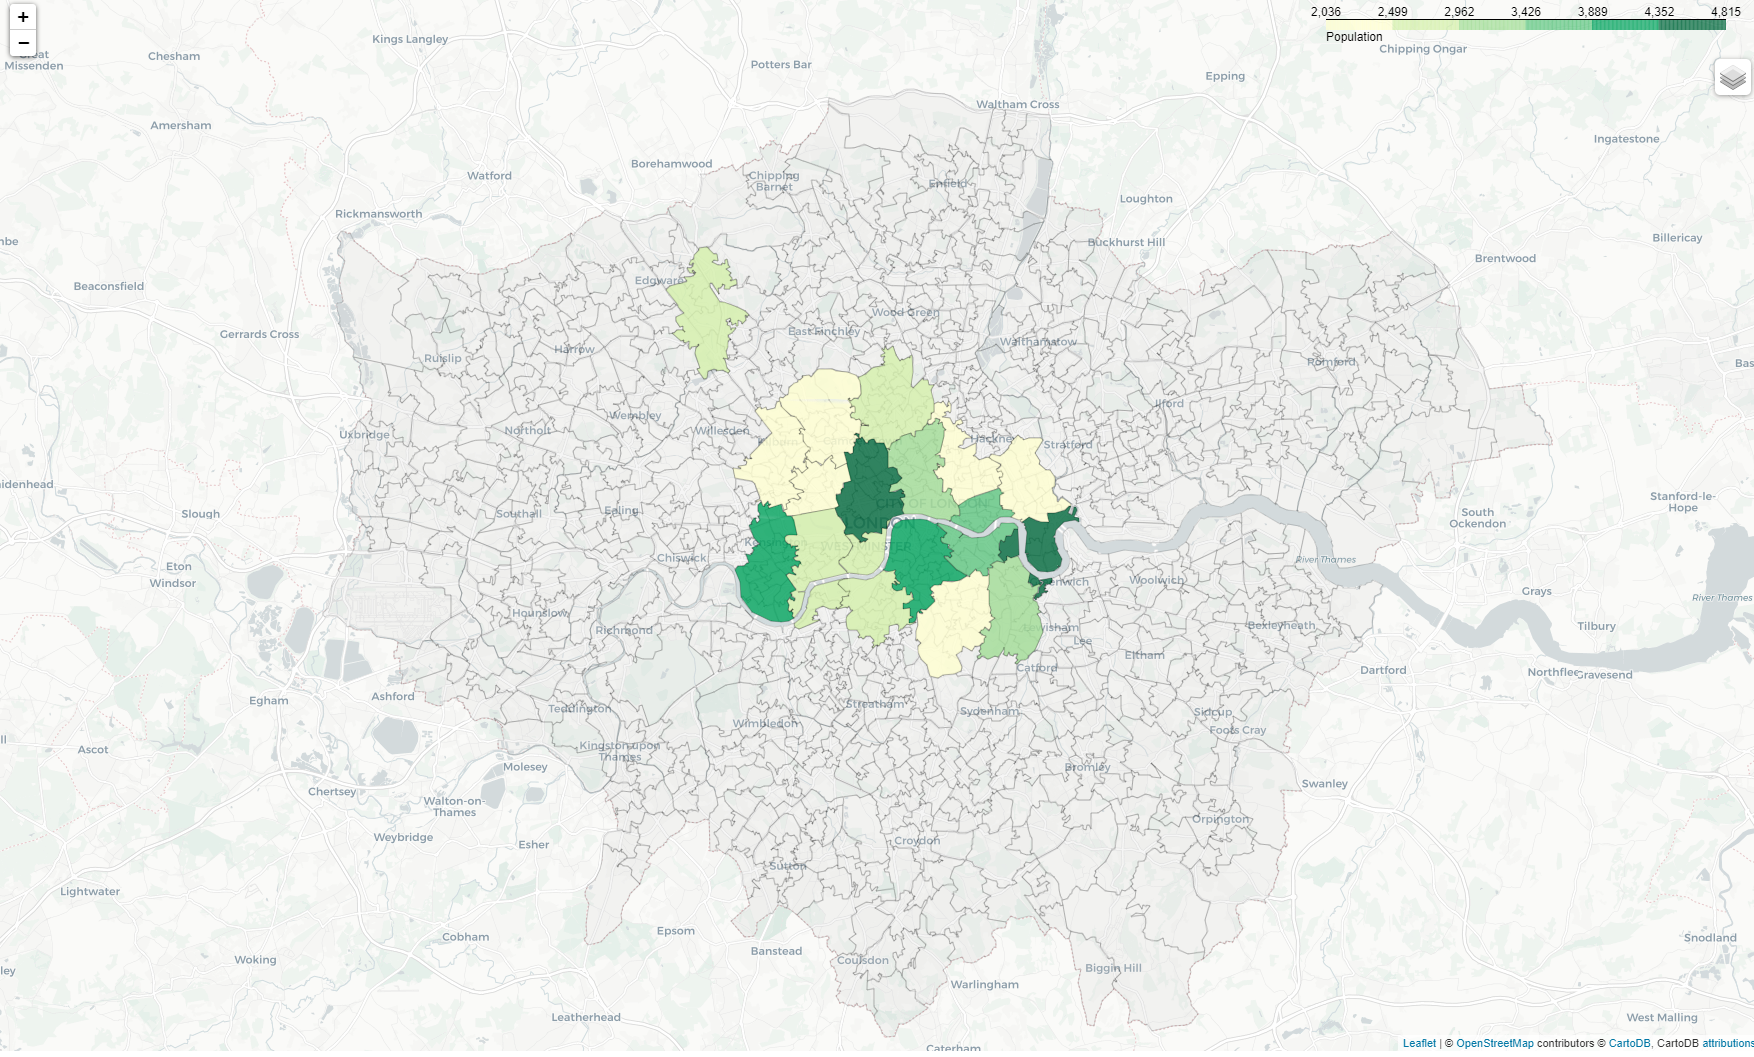 +
−
2,036 2,499 2,962 3,426 3,889 4,352 4,815
Population
Kings Langley
Chipping Ongar
Missenden
Chesham
Potters Bar
Epping
Waltham Cross
Amersham
Ingatestone
Borehamwood
Watford
Chipping
Barnet
Enfield
Loughton
Rickmansworth
Buckhurst Hill
Billericay
Brentwood
Beaconsfield
Edgware
Wood Green
East Finchley
Gerrards Cross
Walthamstow
Harrow
Ruislip
Romford
Ilford
Wembley
Northolt
Willesden
Uxbridge
Stratford
Stanford-le-
Hope
CITY OF LONDON
Slough
Southall
Ealing
South
Ockendon
LONDON
WESTMINSTER
Chiswick
River Thames
Eton
Windsor
Woolwich
Grays
River Thames
Hounslow
Richmond
Bexleyheath
Tilbury
Lee
Eltham
Catford
Dartford
Gravesend
Egham
Ashford
Streatham
Teddington
Sydenham
Sidcup
Wimbledon
Foots Cray
Ascot
Kingston upon
Thames
Molesey
Bromley
Swanley
Chertsey
Walton-on-
Thames
Orpington
Weybridge
Esher
Croydon
Sutton
Lightwater
Epsom
Cobham
Banstead
Snodland
Woking
Coulsdon
Biggin Hill
Warlingham
Leatherhead
West Malling
Caterham
Leaflet | © OpenStreetMap contributors © CartoDB, CartoDB attributions